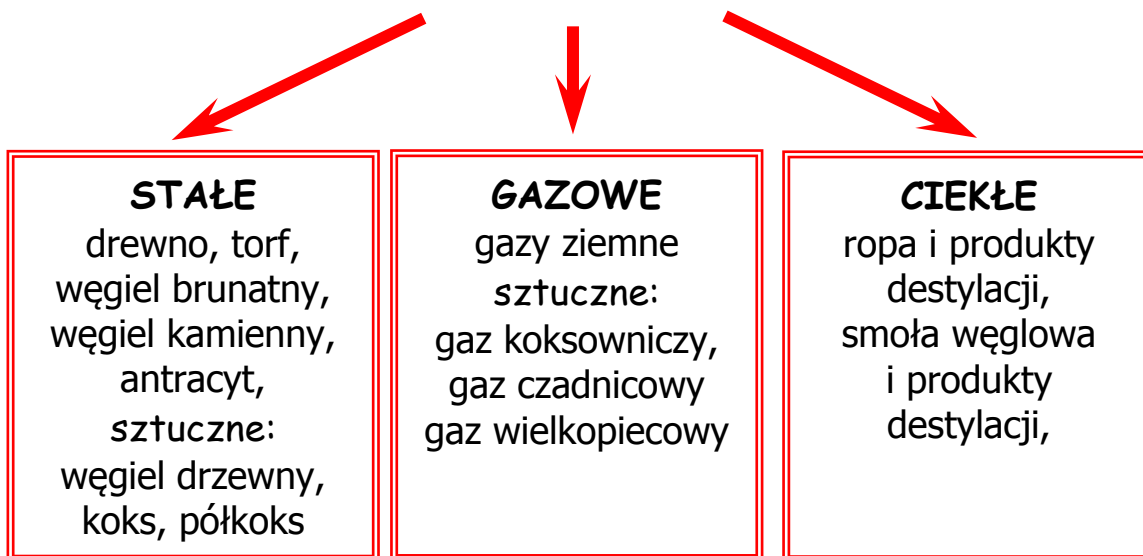 STAŁE
drewno, torf,
węgiel brunatny,
węgiel kamienny,
antracyt,
sztuczne:
węgiel drzewny,
koks, półkoks
GAZOWE
gazy ziemne
sztuczne:
gaz koksowniczy,
gaz czadnicowy
gaz wielkopiecowy
CIEKŁE
ropa i produkty
destylacji,
smoła węglowa
i produkty
destylacji,